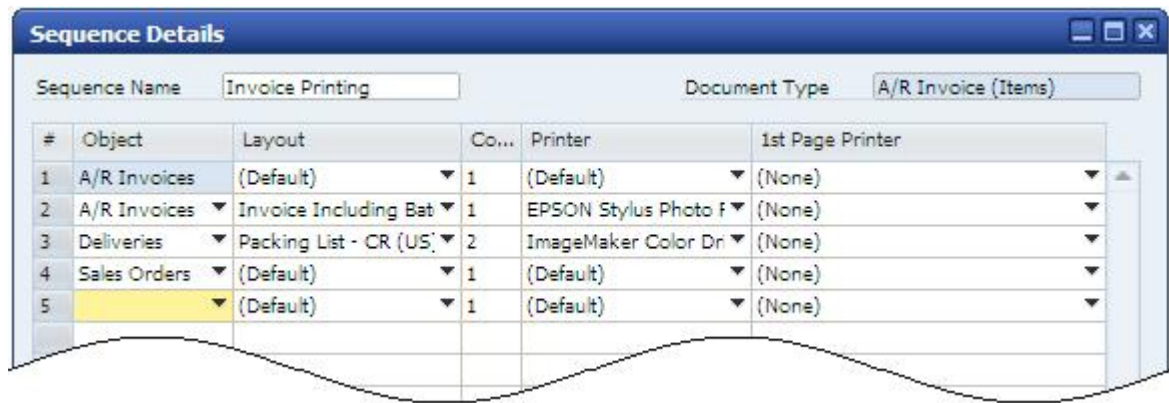 Sequence Details
Sequence Name Invoice Printing Document Type A/R Invoice (Items)
# Object Layout Co... Printer 1st Page Printer
1 A/R Invoices (Default) 1 (Default) (None)
2 A/R Invoices Invoice Including Bat 1 EPSON Stylus Photo (None)
3 Deliveries Packing List - CR (US) 2 ImageMaker Color Dri (None)
4 Sales Orders (Default) 1 (Default) (None)
5 (Default) 1 (Default) (None)